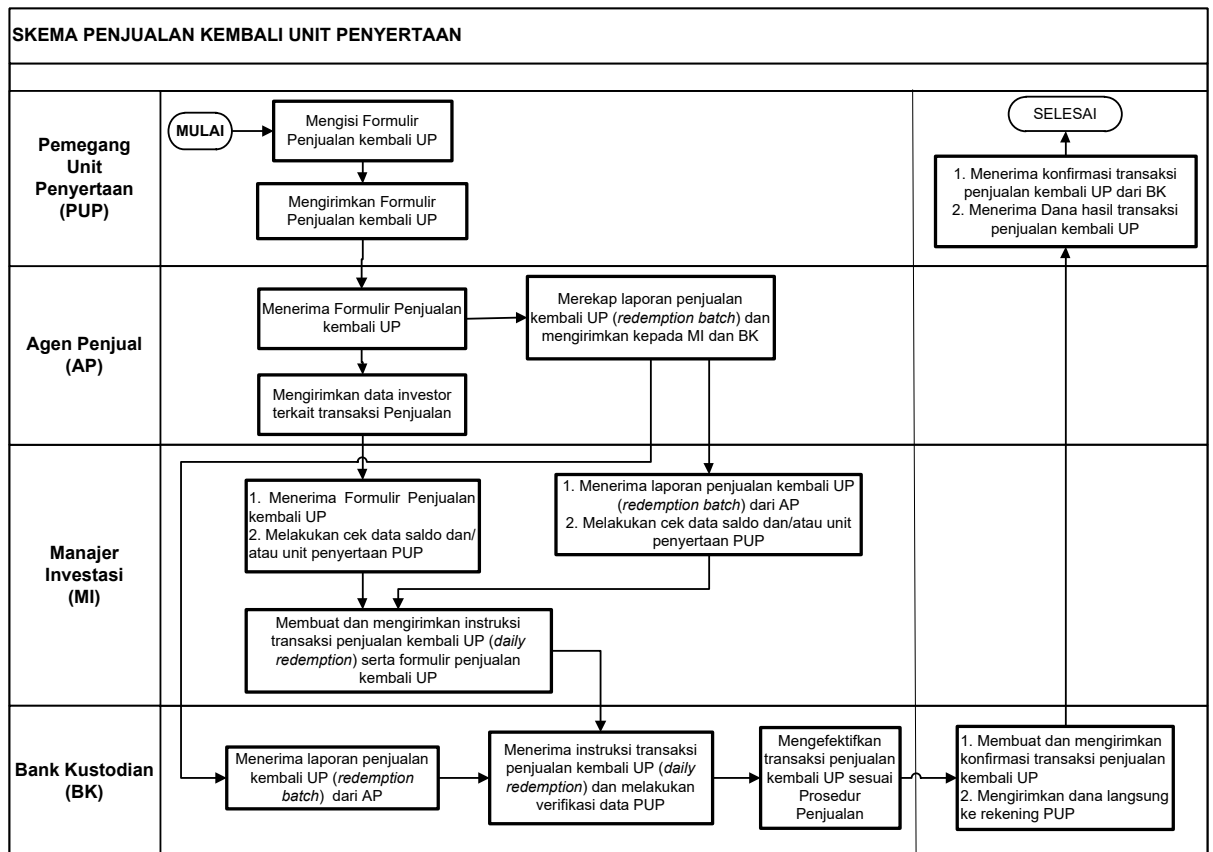 SKEMA PENJUALAN KEMBALI UNIT PENYERTAAN
Pemegang
Unit
Penyertaan
(PUP)
MULAI
Mengisi Formulir
Penjualan kembali UP
Mengirimkan Formulir
Penjualan kembali UP
SELESAI
1. Menerima konfirmasi transaksi
penjualan kembali UP dari BK
2. Menerima Dana hasil transaksi
penjualan kembali UP
Agen Penjual
(AP)
Menerima Formulir Penjualan
kembali UP
Merekap laporan penjualan
kembali UP (redemption batch) dan
mengirimkan kepada MI dan BK
Mengirimkan data investor
terkait transaksi Penjualan
Manajer
Investasi
(MI)
1. Menerima Formulir Penjualan
kembali UP
2. Melakukan cek data saldo dan/
atau unit penyertaan PUP
1. Menerima laporan penjualan kembali UP
(redemption batch) dari AP
2. Melakukan cek data saldo dan/atau unit
penyertaan PUP
Membuat dan mengirimkan instruksi
transaksi penjualan kembali UP (daily
redemption) serta formulir penjualan
kembali UP
Bank Kustodian
(BK)
Menerima laporan penjualan
kembali UP (redemption
batch) dari AP
Menerima instruksi transaksi
penjualan kembali UP (daily
redemption) dan melakukan
verifikasi data PUP
Mengefektifkan
transaksi penjualan
kembali UP sesuai
Prosedur
Penjualan
1. Membuat dan mengirimkan
konfirmasi transaksi penjualan
kembali UP
2. Mengirimkan dana langsung
ke rekening PUP